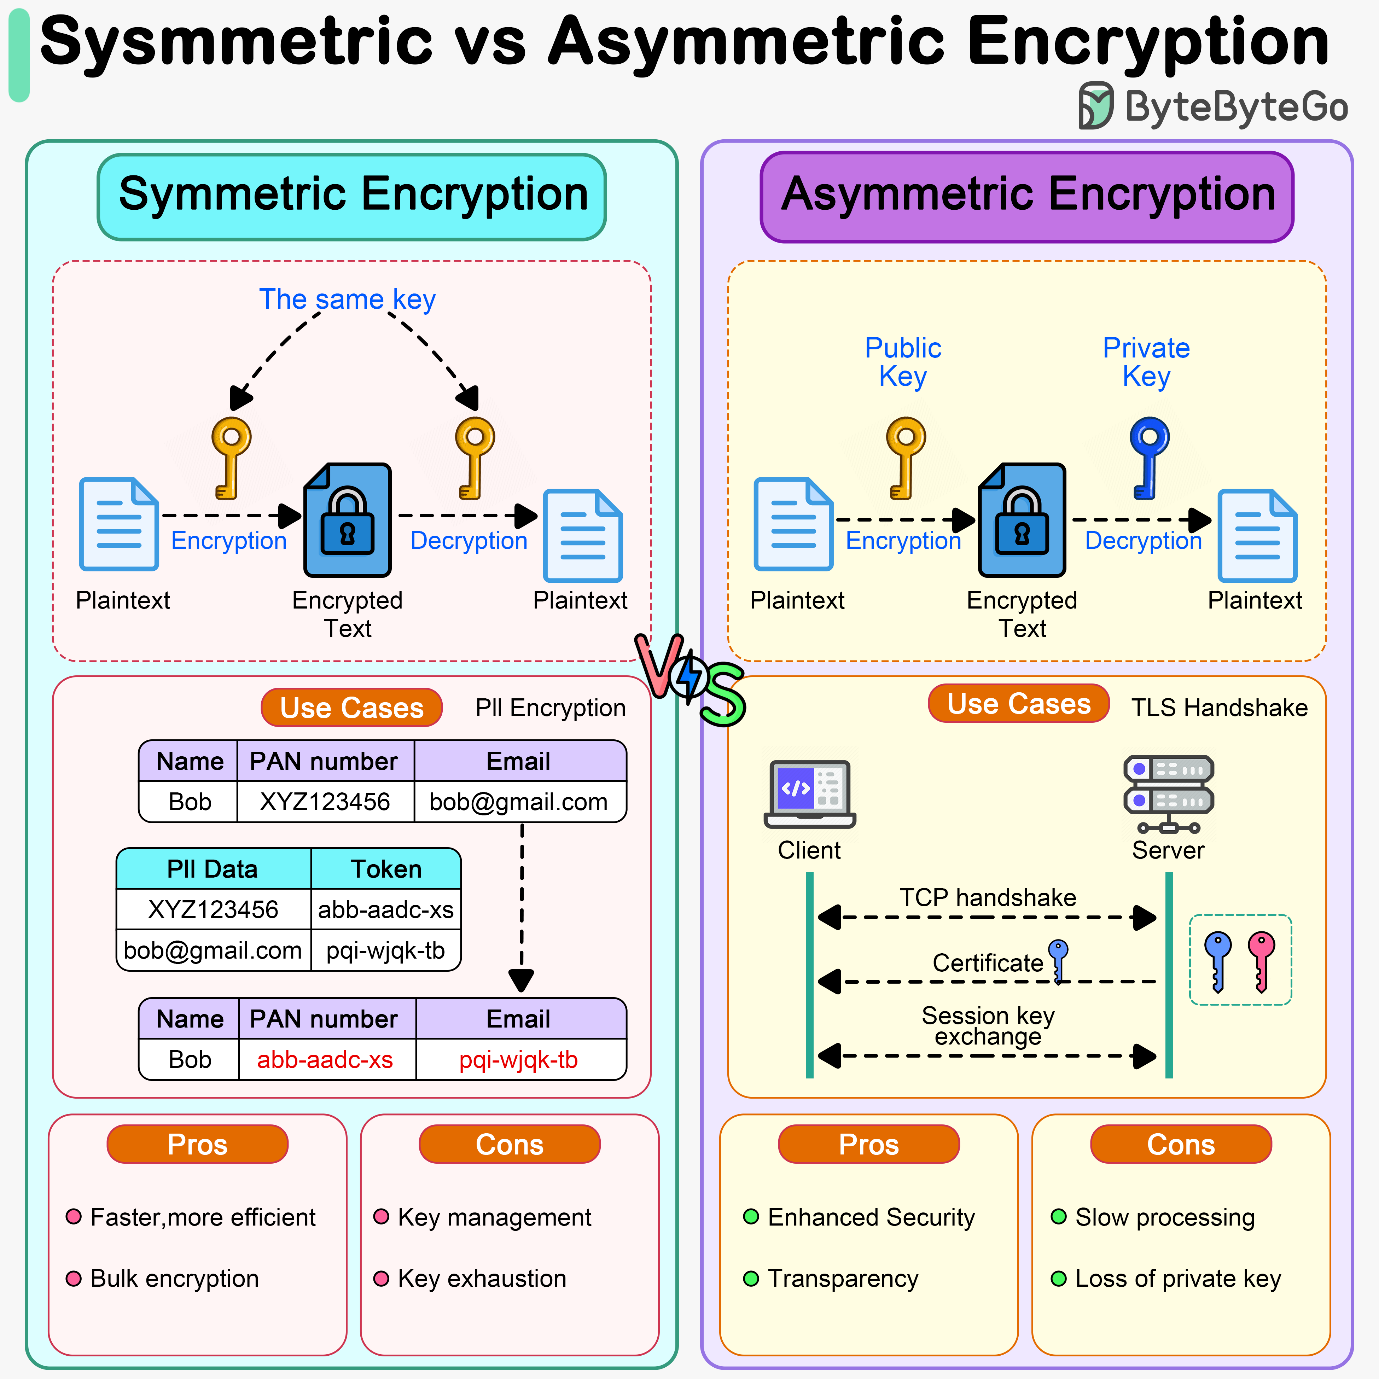 Sysmmetric vs Asymmetric Encryption
ByteByteGo
Symmetric Encryption
The same key
Encryption
Decryption
Plaintext
Encrypted
Text
Plaintext
Use Cases
PII Encryption
Name PAN number Email
Bob XYZ123456 bob@gmail.com
PII Data Token
XYZ123456 abb-aadc-xs
bob@gmail.com pqi-wjqk-tb
Name PAN number Email
Bob abb-aadc-xs pqi-wjqk-tb
Pros
Faster,more efficient
Bulk encryption
Cons
Key management
Key exhaustion
VS
Asymmetric Encryption
Public
Key
Private
Key
Encryption
Decryption
Plaintext
Encrypted
Text
Plaintext
Use Cases
TLS Handshake
</>
Client
Server
TCP handshake
Certificate
Session key
exchange
Pros
Enhanced Security
Transparency
Cons
Slow processing
Loss of private key